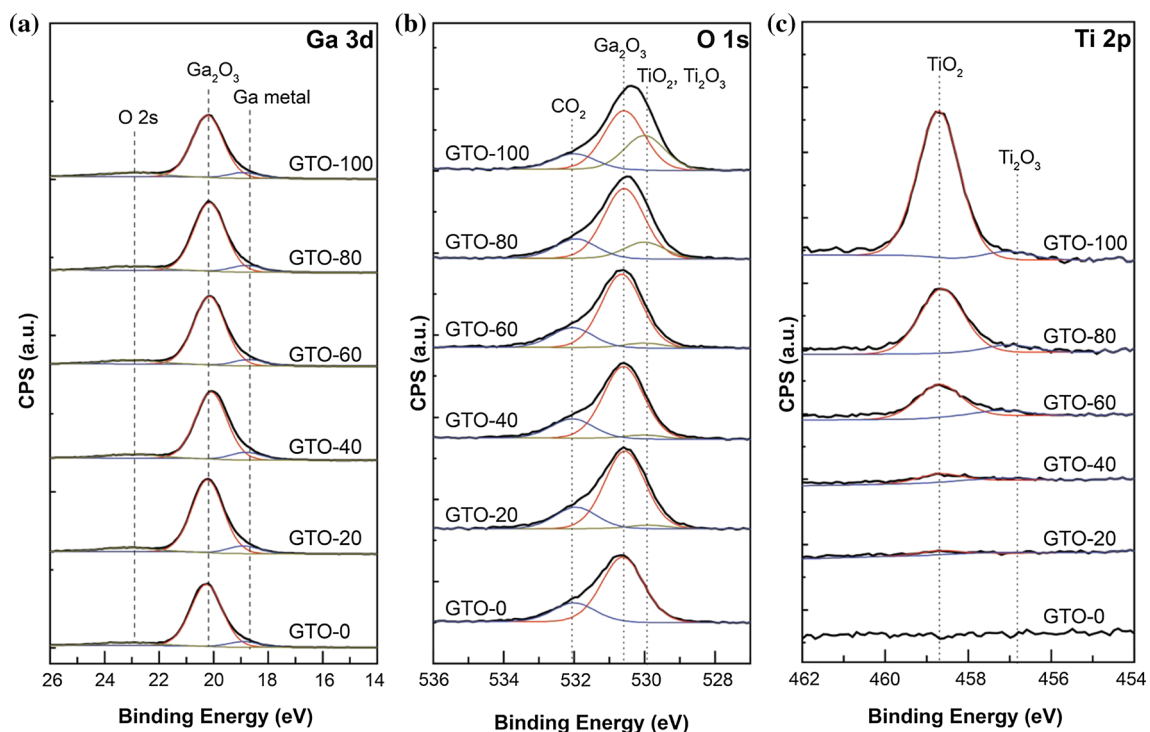 (a)
Ga 3d
Ga₂O₃
Ga metal
O 2s
GTO-100
GTO-80
GTO-60
GTO-40
GTO-20
GTO-0
CPS (a.u.)
26 24 22 20 18 16 14
Binding Energy (eV)
(b)
O 1s
Ga₂O₃
TiO₂, Ti₂O₃
CO₂
GTO-100
GTO-80
GTO-60
GTO-40
GTO-20
GTO-0
CPS (a.u.)
536 534 532 530 528
Binding Energy (eV)
(c)
Ti 2p
TiO₂
Ti₂O₃
GTO-100
GTO-80
GTO-60
GTO-40
GTO-20
GTO-0
CPS (a.u.)
462 460 458 456 454
Binding Energy (eV)